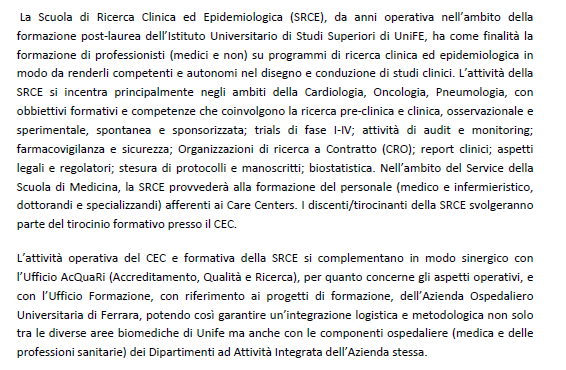 La Scuola di Ricerca Clinica ed Epidemiologica (SRCE), da anni operativa nell'ambito della
formazione post-laurea dell'Istituto Universitario di Studi Superiori di UniFE, ha come finalità la
formazione di professionisti (medici e non) su programmi di ricerca clinica ed epidemiologica in
modo da renderli competenti e autonomi nel disegno e conduzione di studi clinici. L'attività della
SRCE si incentra principalmente negli ambiti della Cardiologia, Oncologia, Pneumologia, con
obbiettivi formativi e competenze che coinvolgono la ricerca pre-clinica e clinica, osservazionale e
sperimentale, spontanea e sponsorizzata; trials di fase I-IV; attività di audit e monitoring;
farmacovigilanza e sicurezza; Organizzazioni di ricerca a Contratto (CRO); report clinici; aspetti
legali e regolatori; stesura di protocolli e manoscritti; biostatistica. Nell'ambito del Service della
Scuola di Medicina, la SRCE provvederà alla formazione del personale (medico e infermieristico,
dottorandi e specializzandi) afferenti ai Care Centers. I discenti/tirocinanti della SRCE svolgeranno
parte del tirocinio formativo presso il CEC.
L'attività operativa del CEC e formativa della SRCE si complementano in modo sinergico con
l'Ufficio AcQuaRi (Accreditamento, Qualità e Ricerca), per quanto concerne gli aspetti operativi, e
con l'Ufficio Formazione, con riferimento ai progetti di formazione, dell'Azienda Ospedaliero
Universitaria di Ferrara, potendo così garantire un'integrazione logistica e metodologica non solo
tra le diverse aree biomediche di Unife ma anche con le componenti ospedaliere (medica e delle
professioni sanitarie) dei Dipartimenti ad Attività Integrata dell'Azienda stessa.